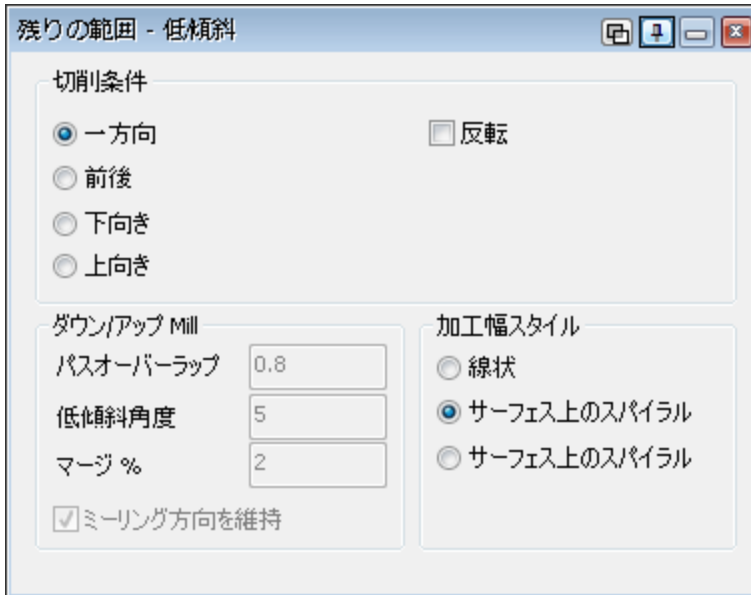 残りの範囲 - 低傾斜
切削条件
一方向
反転
前後
下向き
上向き
ダウン/アップ Mill
パスオーバーラップ 0.8
低傾斜角度 5
マージ % 2
ミーリング方向を維持
加工幅スタイル
線状
サーフェス上のスパイラル
サーフェス上のスパイラル